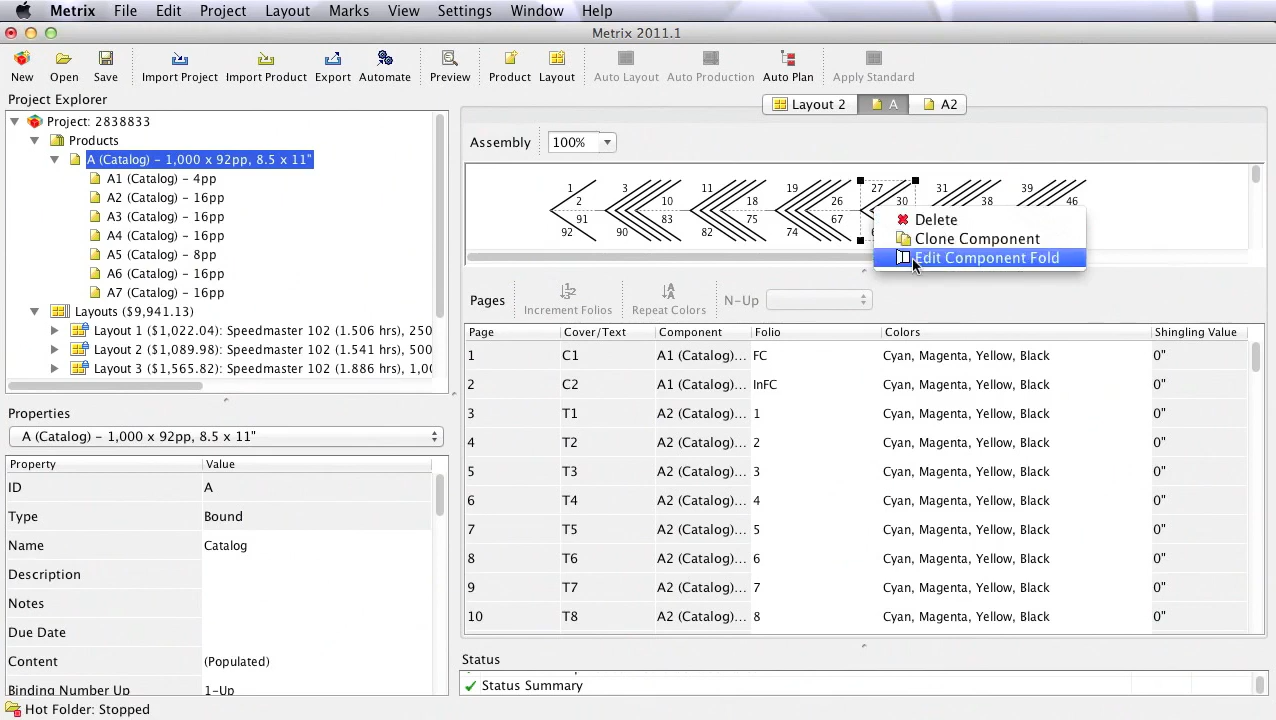 Metrix File Edit Project Layout Marks View Settings Window Help
Metrix 2011.1
New Open Save Import Project Import Product Export Automate Preview Product Layout Auto Layout Auto Production Auto Plan Apply Standard
Project Explorer
Project: 2838833
Products
A (Catalog) – 1,000 x 92pp, 8.5 x 11"
A1 (Catalog) – 4pp
A2 (Catalog) – 16pp
A3 (Catalog) – 16pp
A4 (Catalog) – 16pp
A5 (Catalog) – 8pp
A6 (Catalog) – 16pp
A7 (Catalog) – 16pp
Layouts ($9,941.13)
Layout 1 ($1,022.04): Speedmaster 102 (1.506 hrs), 250
Layout 2 ($1,089.98): Speedmaster 102 (1.541 hrs), 500
Layout 3 ($1,565.82): Speedmaster 102 (1.886 hrs), 1,0
Properties
A (Catalog) – 1,000 x 92pp, 8.5 x 11"
Property Value
ID A
Type Bound
Name Catalog
Description
Notes
Due Date
Content (Populated)
Binding Number Up 1-Up
Hot Folder: Stopped
Layout 2 A A2
Assembly 100%
1 3 11 19 27 31 39
2 10 18 26 30 38 46
91 83 75 67
92 90 82 74
Delete
Clone Component
Edit Component Fold
Pages Increment Folios Repeat Colors N-Up
Page Cover/Text Component Folio Colors Shingling Value
1 C1 A1 (Catalog)... FC Cyan, Magenta, Yellow, Black 0"
2 C2 A1 (Catalog)... InFC Cyan, Magenta, Yellow, Black 0"
3 T1 A2 (Catalog)... 1 Cyan, Magenta, Yellow, Black 0"
4 T2 A2 (Catalog)... 2 Cyan, Magenta, Yellow, Black 0"
5 T3 A2 (Catalog)... 3 Cyan, Magenta, Yellow, Black 0"
6 T4 A2 (Catalog)... 4 Cyan, Magenta, Yellow, Black 0"
7 T5 A2 (Catalog)... 5 Cyan, Magenta, Yellow, Black 0"
8 T6 A2 (Catalog)... 6 Cyan, Magenta, Yellow, Black 0"
9 T7 A2 (Catalog)... 7 Cyan, Magenta, Yellow, Black 0"
10 T8 A2 (Catalog)... 8 Cyan, Magenta, Yellow, Black 0"
Status
Status Summary